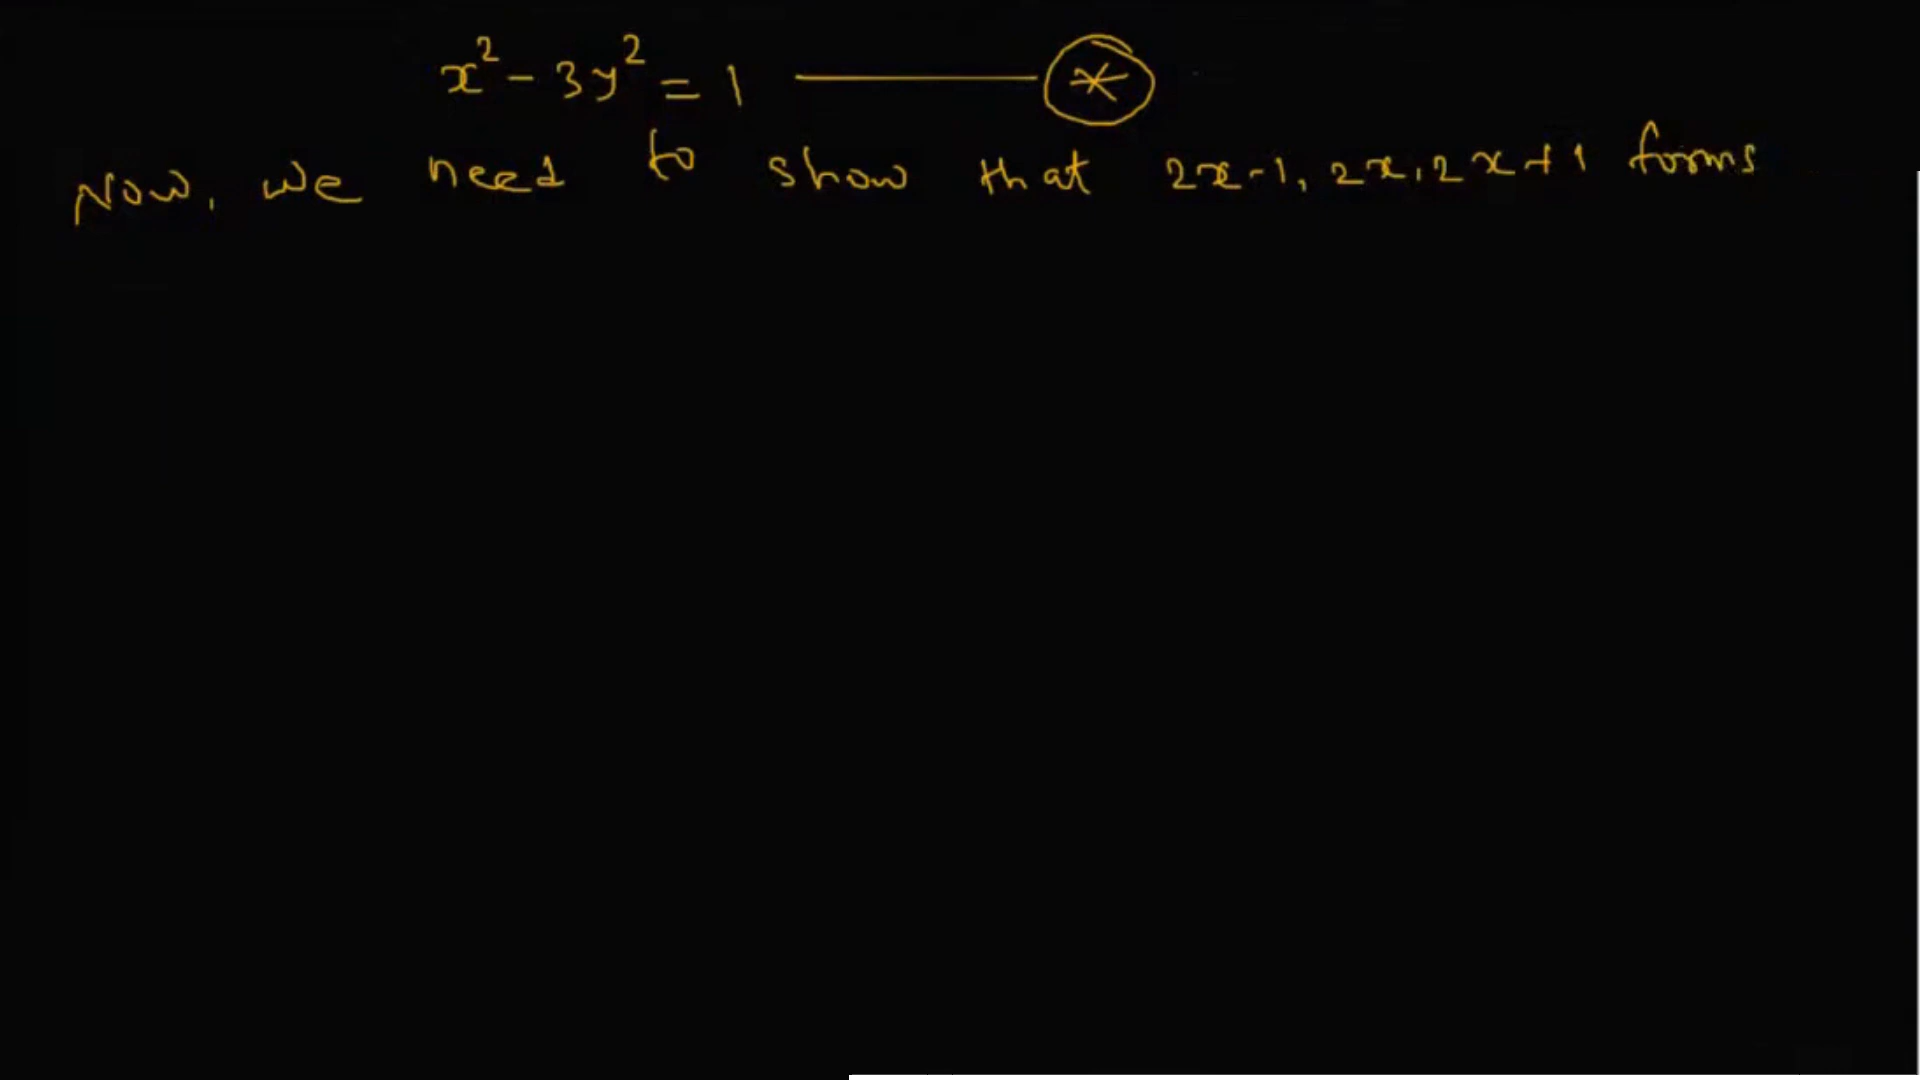 x² - 3y² = 1 ——— ⊛
Now, we need to show that 2x-1, 2x, 2x+1 forms